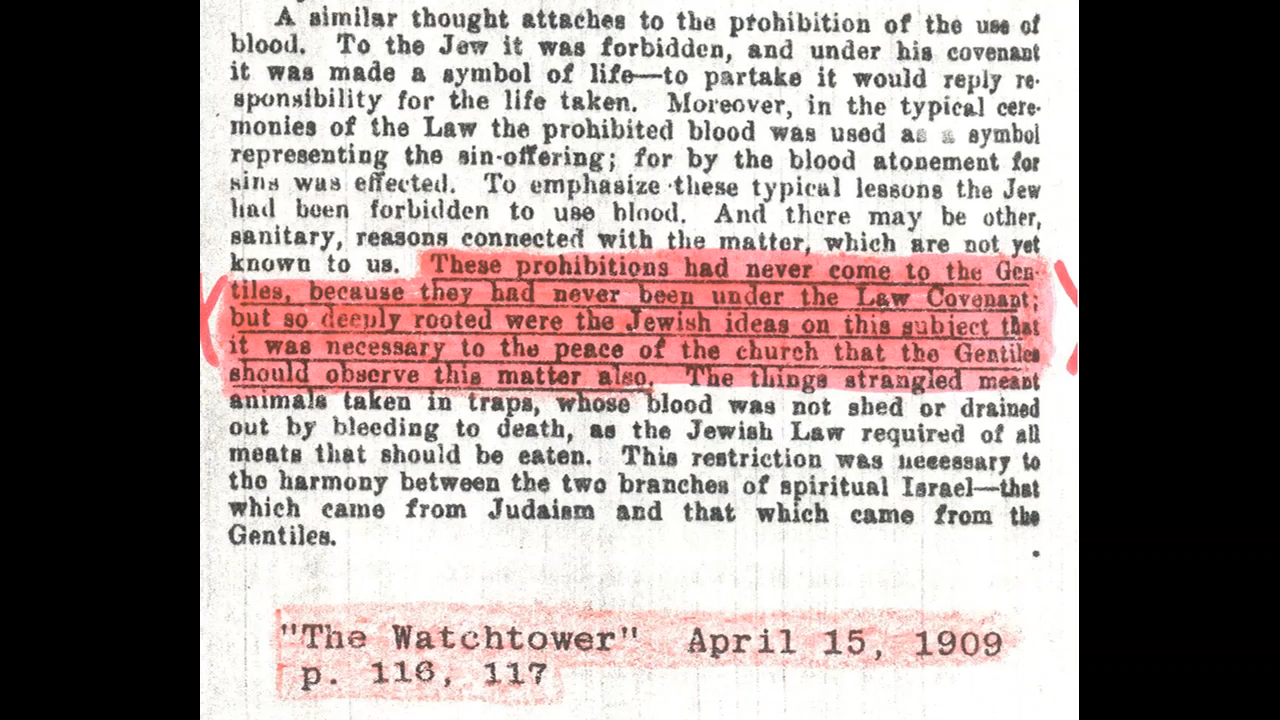 A similar thought attaches to the prohibition of the use of
blood. To the Jew it was forbidden, and under his covenant
it was made a symbol of life—to partake it would reply re-
sponsibility for the life taken. Moreover, in the typical cere-
monies of the Law the prohibited blood was used as a symbol
representing the sin-offering; for by the blood atonement for
sins was effected. To emphasize these typical lessons the Jew
had been forbidden to use blood. And there may be other,
sanitary, reasons connected with the matter, which are not yet
known to us. These prohibitions had never come to the Gen-
tiles, because they had never been under the Law Covenant;
but so deeply rooted were the Jewish ideas on this subject that
it was necessary to the peace of the church that the Gentiles
should observe this matter also. The things strangled meant
animals taken in traps, whose blood was not shed or drained
out by bleeding to death, as the Jewish Law required of all
meats that should be eaten. This restriction was necessary to
the harmony between the two branches of spiritual Israel—that
which came from Judaism and that which came from the
Gentiles.
"The Watchtower" April 15, 1909
p. 116, 117